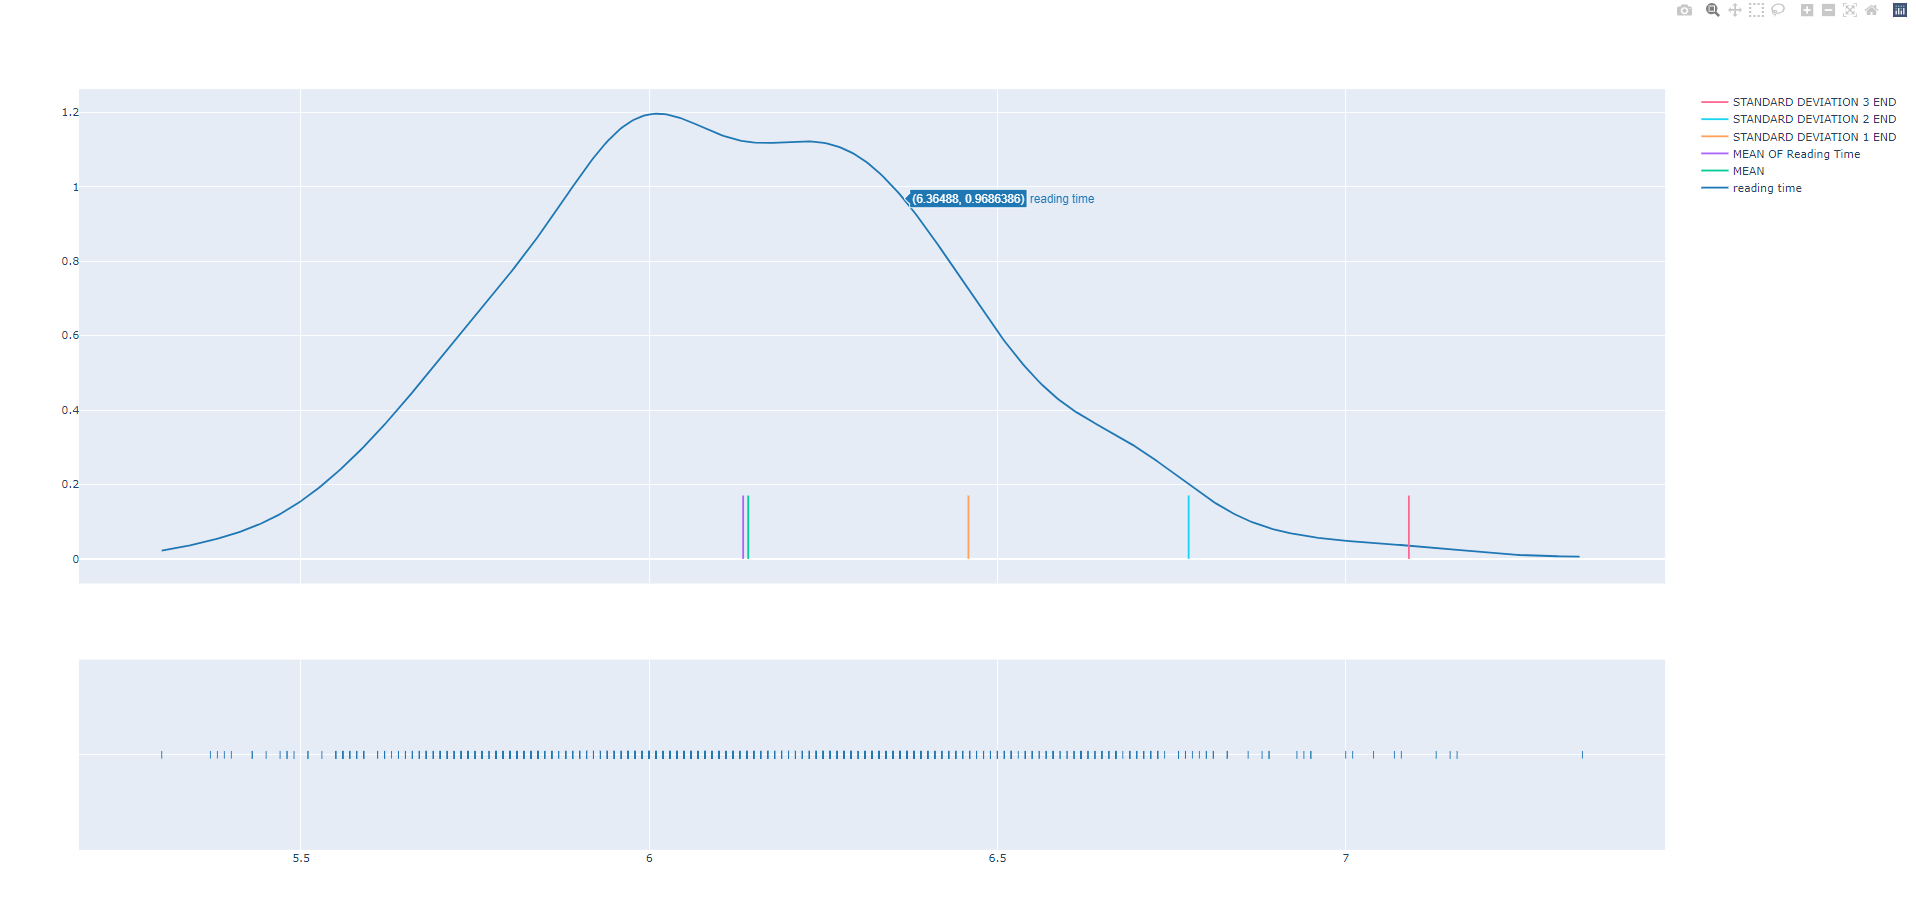 1.2
1
0.8
0.6
0.4
0.2
0
(6.36488, 0.9686386) reading time
STANDARD DEVIATION 3 END
STANDARD DEVIATION 2 END
STANDARD DEVIATION 1 END
MEAN OF Reading Time
MEAN
reading time
5.5
6
6.5
7